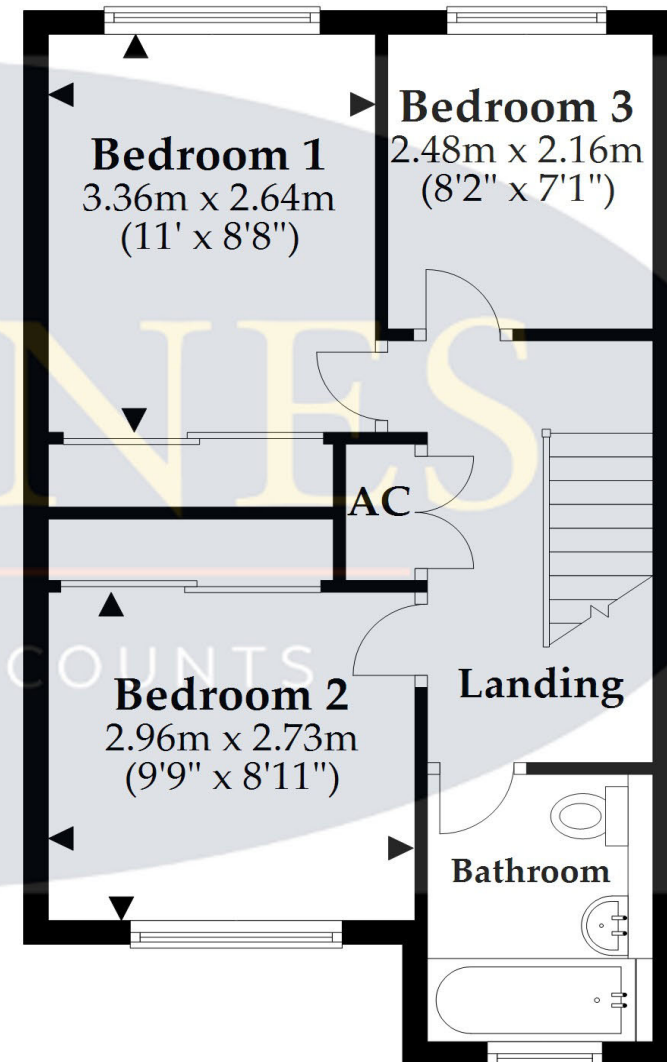 Bedroom 1
3.36m x 2.64m
(11' x 8'8")
Bedroom 3
2.48m x 2.16m
(8'2" x 7'1")
NES
AC
COUNTS
Bedroom 2
2.96m x 2.73m
(9'9" x 8'11")
Landing
Bathroom